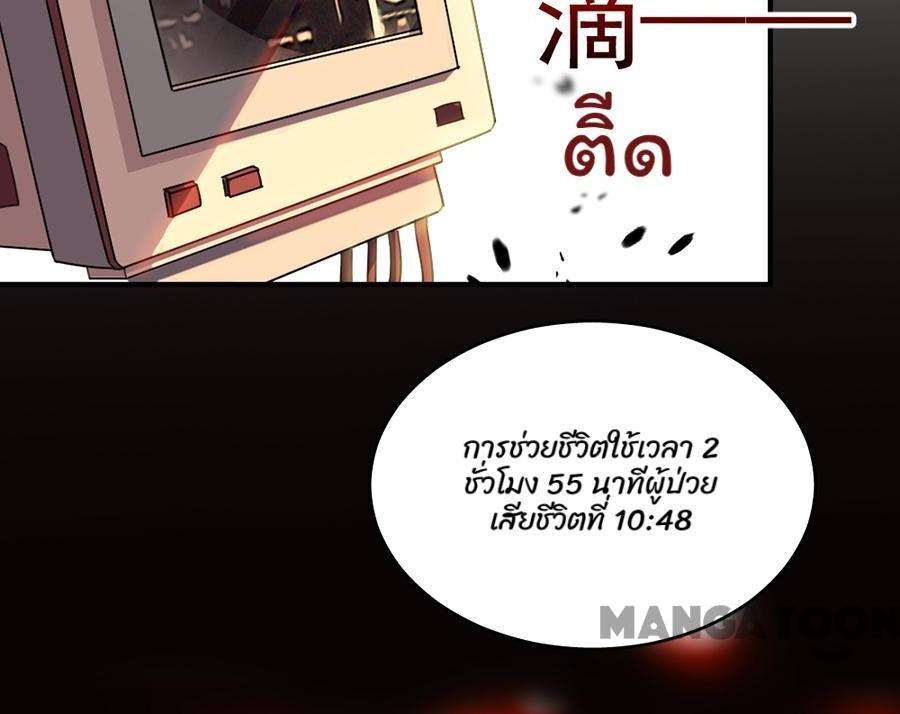 滴——
ติ๊ด
การช่วยชีวิตใช้เวลา 2
ชั่วโมง 55 นาทีผู้ป่วย
เสียชีวิตที่ 10:48
MANGATOON